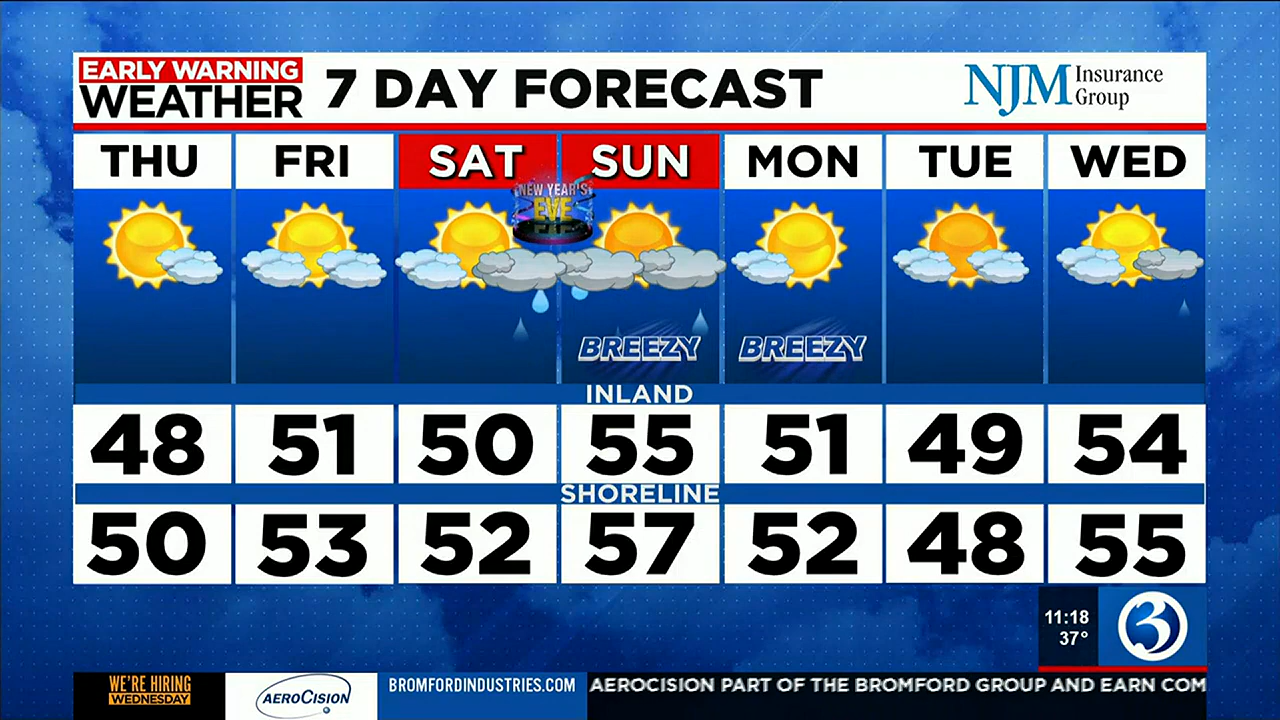 EARLY WARNING
WEATHER
7 DAY FORECAST
NJM Insurance
Group
THU FRI SAT SUN MON TUE WED
NEW YEAR'S
EVE
BREEZY BREEZY
INLAND
48 51 50 55 51 49 54
SHORELINE
50 53 52 57 52 48 55
11:18
37°
3
WE'RE HIRING
WEDNESDAY
AEROCISION
BROMFORDINDUSTRIES.COM
AEROCISION PART OF THE BROMFORD GROUP AND EARN COM